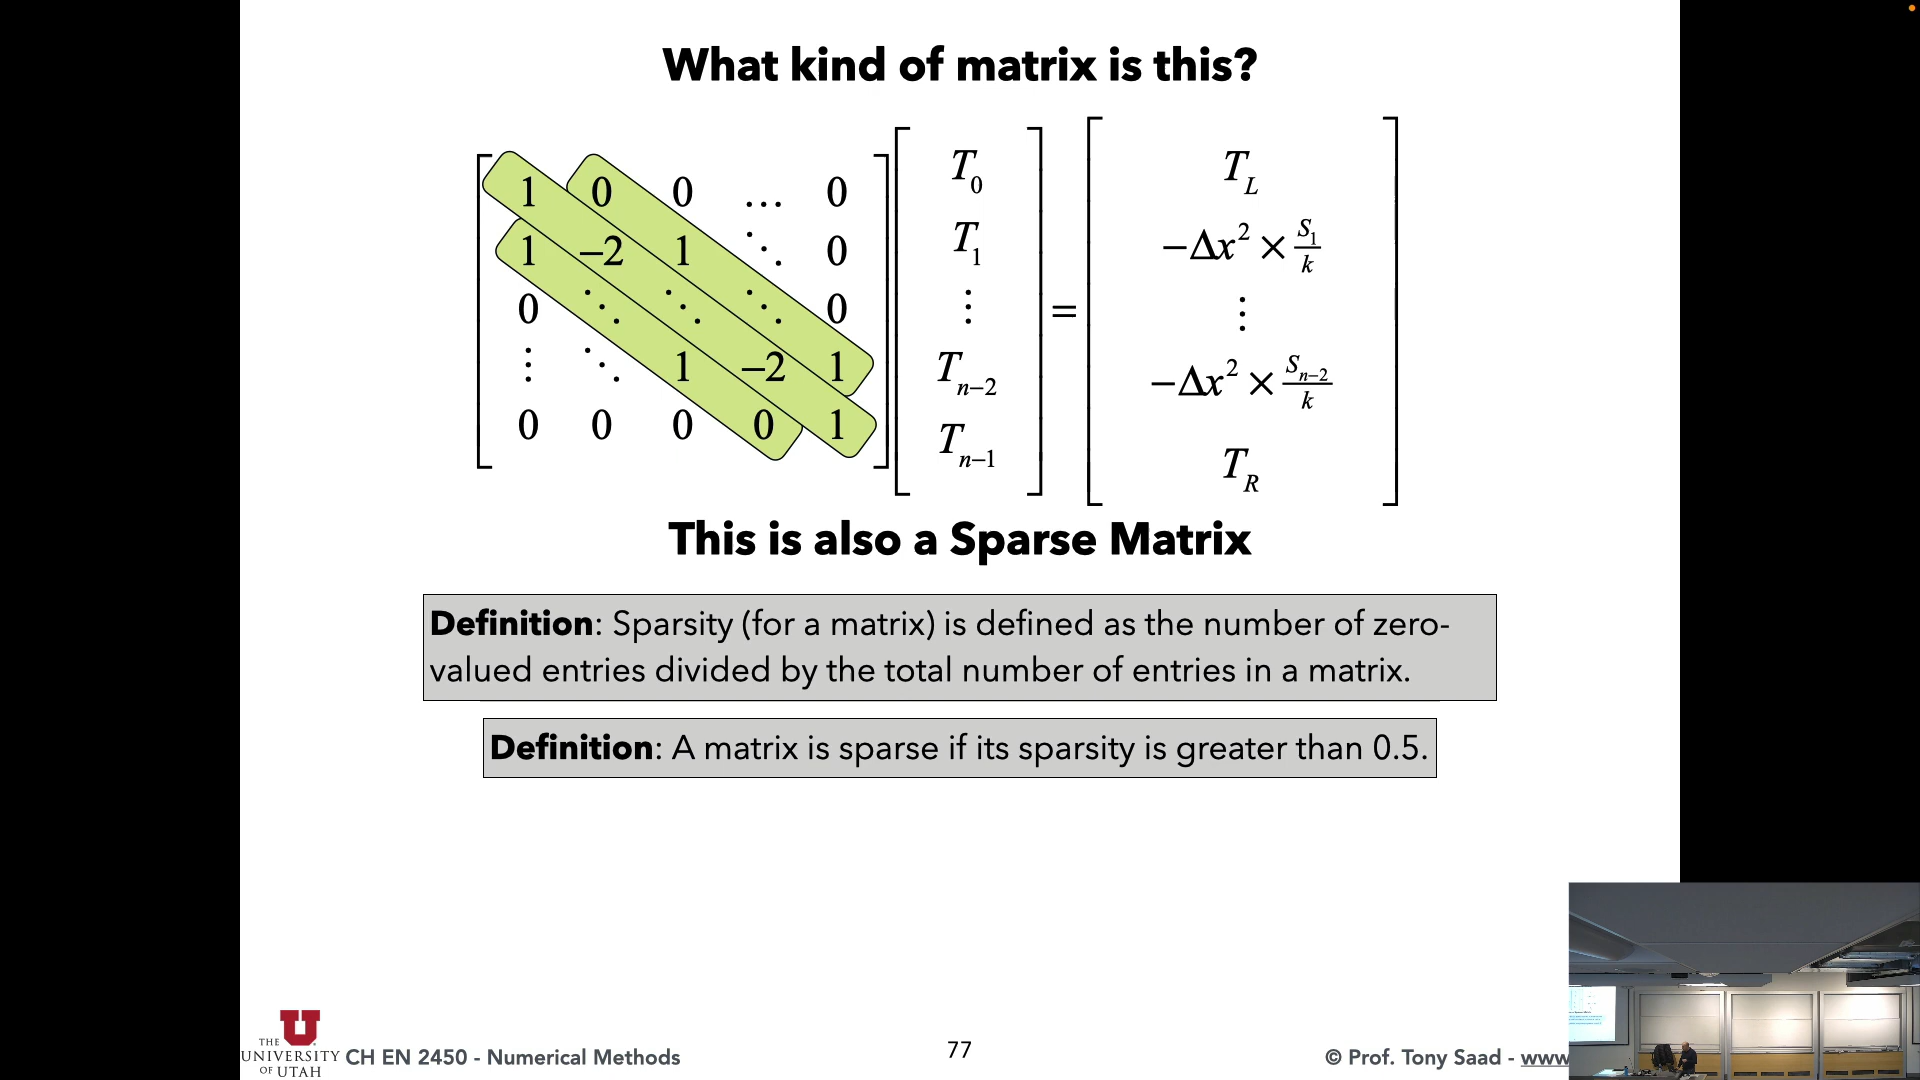 What kind of matrix is this?
1 0 0 … 0
1 −2 1 ⋱ 0
0 ⋱ ⋱ ⋱ 0
⋮ ⋱ 1 −2 1
0 0 0 0 1
T₀
T₁
⋮
Tₙ₋₂
Tₙ₋₁
=
T_L
−Δx² × S₁/k
⋮
−Δx² × Sₙ₋₂/k
T_R
This is also a Sparse Matrix
Definition: Sparsity (for a matrix) is defined as the number of zero-
valued entries divided by the total number of entries in a matrix.
Definition: A matrix is sparse if its sparsity is greater than 0.5.
U
THE
UNIVERSITY
OF UTAH
CH EN 2450 - Numerical Methods
77
© Prof. Tony Saad - www